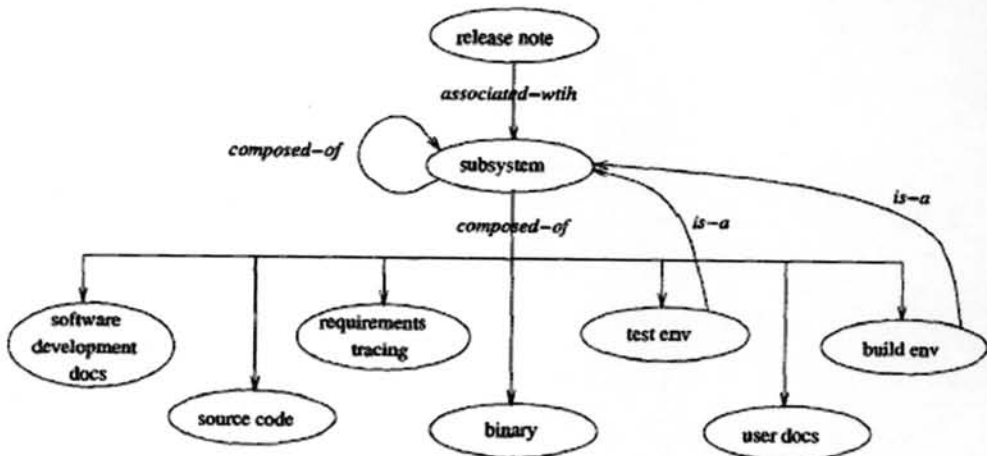 release note
associated-wtih
composed-of
subsystem
is-a
composed-of
is-a
software
development
docs
requirements
tracing
test env
build env
source code
binary
user docs